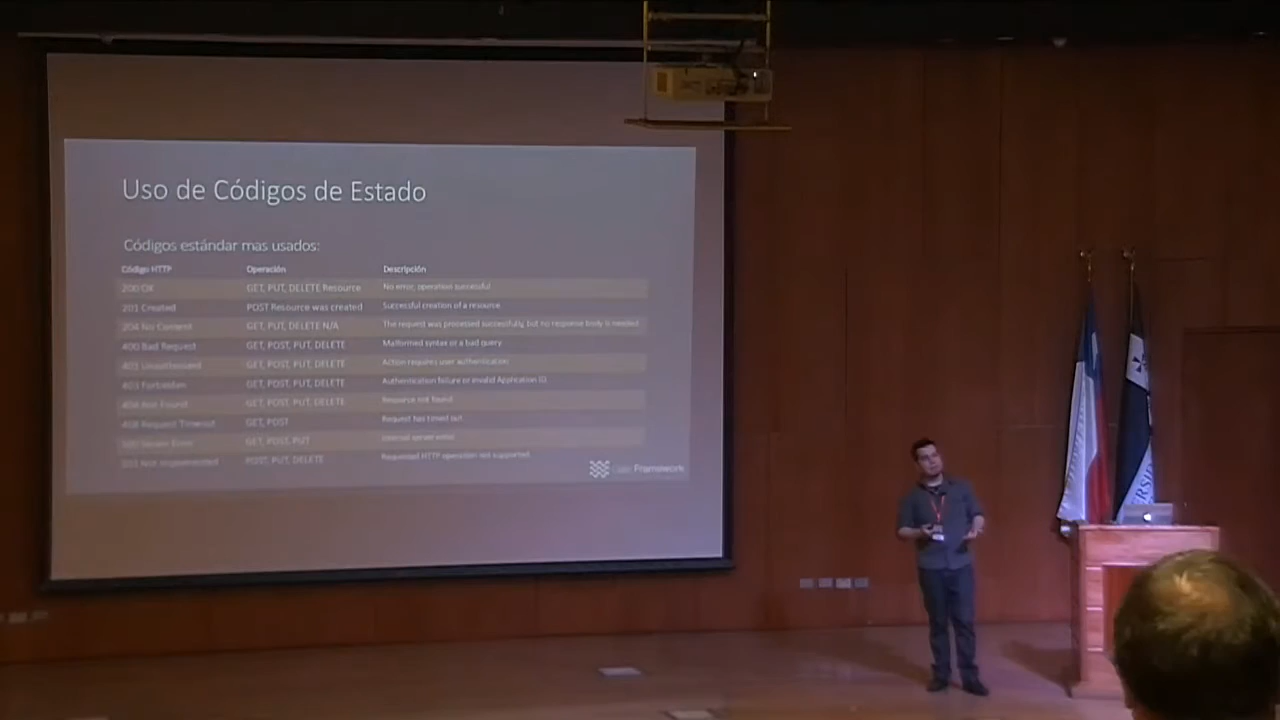 Uso de Códigos de Estado
Códigos estándar mas usados:
Código HTTP Operación Descripción
200 OK GET, PUT, DELETE Resource No error, operation successful
201 Created POST Resource was created Successful creation of a resource
204 No Content GET, PUT, DELETE N/A The request was processed successfully, but no response body is needed
400 Bad Request GET, POST, PUT, DELETE Malformed syntax or a bad query
401 Unauthorized GET, POST, PUT, DELETE Action requires user authentication
403 Forbidden GET, POST, PUT, DELETE Authentication failure or invalid Application ID
404 Not Found GET, POST, PUT, DELETE Resource not found
408 Request Timeout GET, POST Request has timed out
500 Server Error GET, POST, PUT Internal server error
501 Not Implemented POST, PUT, DELETE Requested HTTP operation not supported
Framework